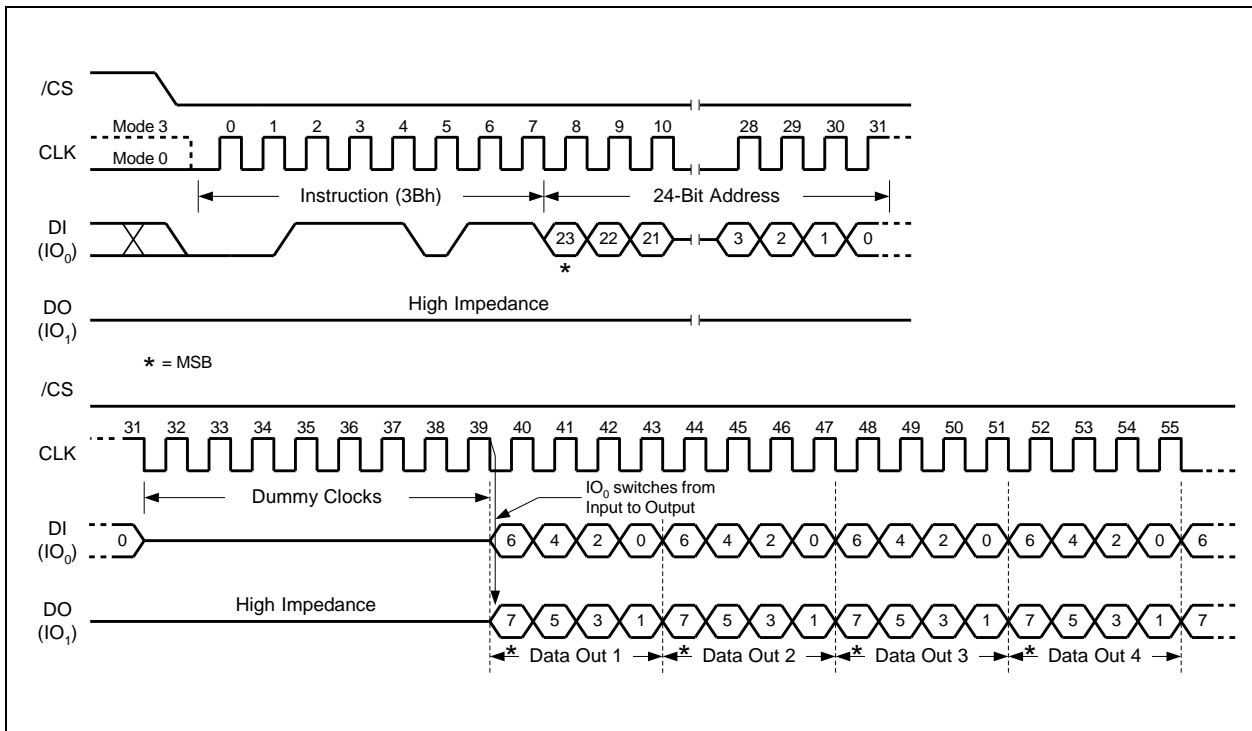 /CS
Mode 3 0 1 2 3 4 5 6 7 8 9 10 28 29 30 31
CLK
Mode 0
Instruction (3Bh) 24-Bit Address
DI
(IO0) 23 22 21 3 2 1 0
*
High Impedance
DO
(IO1)
* = MSB
/CS
31 32 33 34 35 36 37 38 39 40 41 42 43 44 45 46 47 48 49 50 51 52 53 54 55
CLK
Dummy Clocks
IO0 switches from
Input to Output
DI
(IO0) 0 6 4 2 0 6 4 2 0 6 4 2 0 6 4 2 0 6
High Impedance
DO
(IO1) 7 5 3 1 7 5 3 1 7 5 3 1 7 5 3 1 7
* Data Out 1 * Data Out 2 * Data Out 3 * Data Out 4